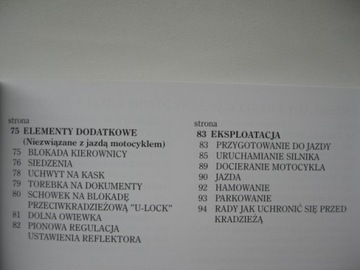 strona
75 ELEMENTY DODATKOWE
(Niezwiązane z jazdą motocyklem)
75 BLOKADA KIEROWNICY
76 SIEDZENIA
78 UCHWYT NA KASK
79 TOREBKA NA DOKUMENTY
80 SCHOWEK NA BLOKADĘ
PRZECIWKRADZIEŻOWĄ "U-LOCK"
81 DOLNA OWIEWKA
82 PIONOWA REGULACJA
USTAWIENIA REFLEKTORA
strona
83 EKSPLOATACJA
83 PRZYGOTOWANIE DO JAZDY
85 URUCHAMIANIE SILNIKA
89 DOCIERANIE MOTOCYKLA
90 JAZDA
92 HAMOWANIE
93 PARKOWANIE
94 RADY JAK UCHRONIĆ SIĘ PRZED
KRADZIEŻĄ